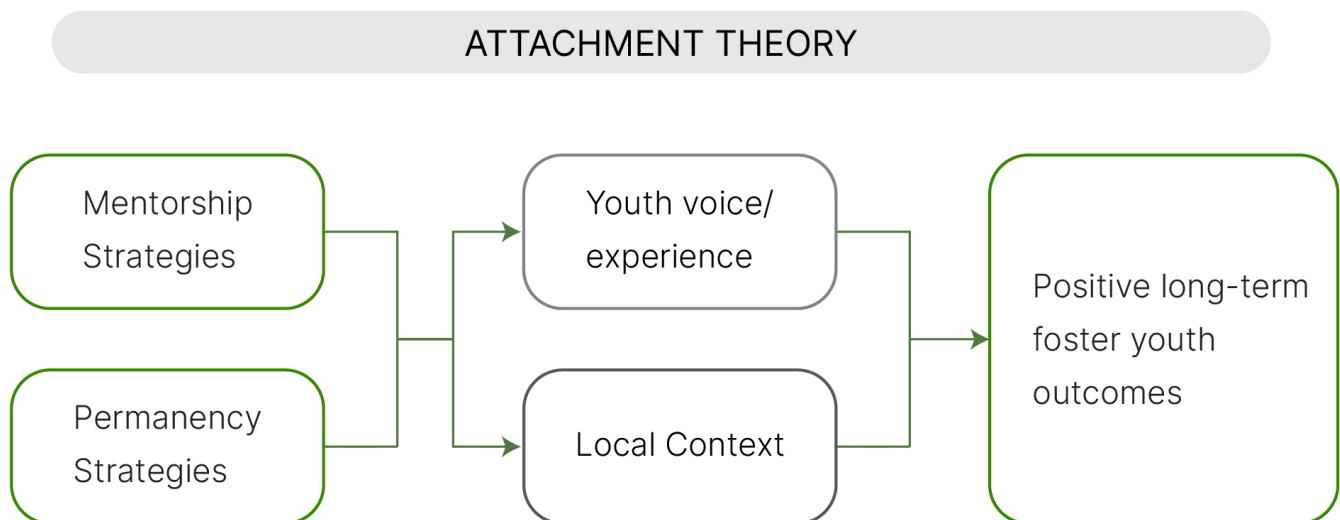 ATTACHMENT THEORY
Mentorship
Strategies
Permanency
Strategies
Youth voice/
experience
Local Context
Positive long-term
foster youth
outcomes